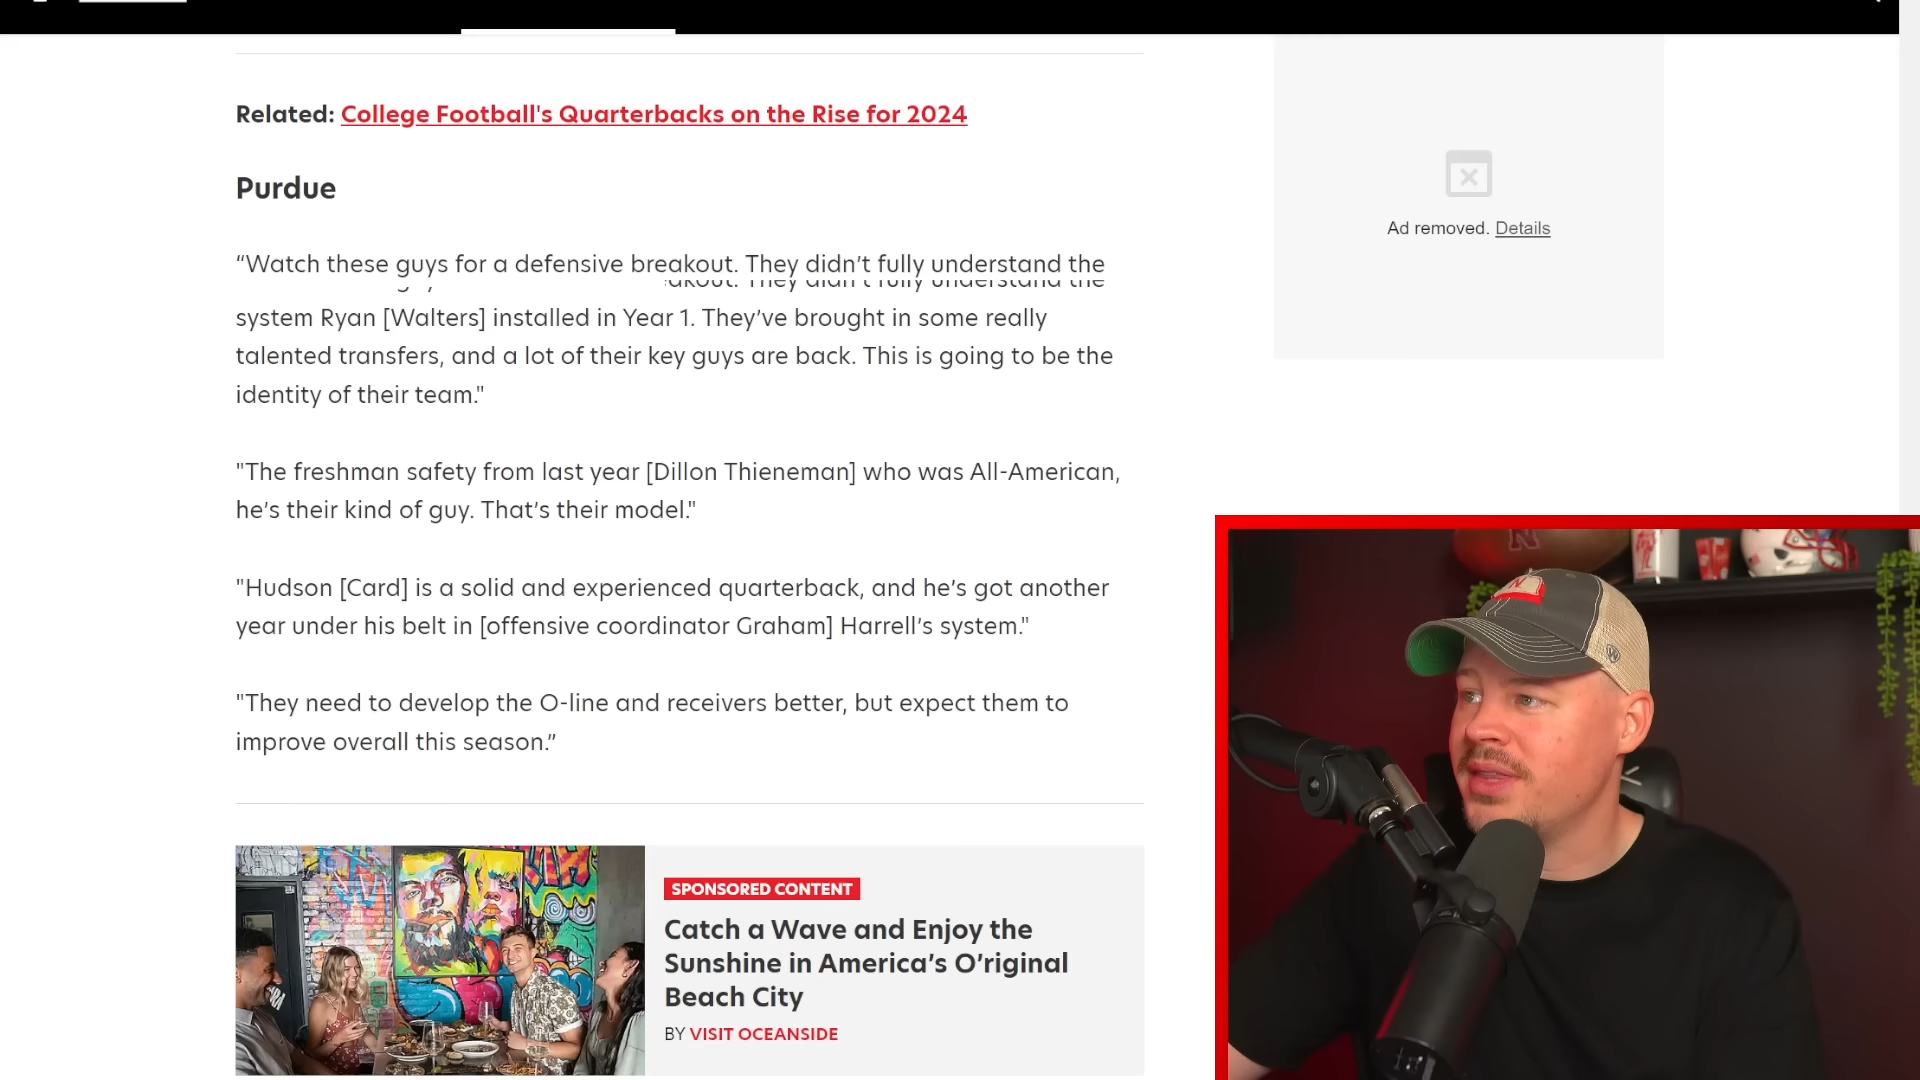 Related: College Football's Quarterbacks on the Rise for 2024
Purdue
“Watch these guys for a defensive breakout. They didn’t fully understand the
system Ryan [Walters] installed in Year 1. They’ve brought in some really
talented transfers, and a lot of their key guys are back. This is going to be the
identity of their team."
"The freshman safety from last year [Dillon Thieneman] who was All-American,
he’s their kind of guy. That’s their model."
"Hudson [Card] is a solid and experienced quarterback, and he’s got another
year under his belt in [offensive coordinator Graham] Harrell’s system."
"They need to develop the O-line and receivers better, but expect them to
improve overall this season.”
SPONSORED CONTENT
Catch a Wave and Enjoy the
Sunshine in America’s O’riginal
Beach City
BY VISIT OCEANSIDE
Ad removed. Details
N
N
W